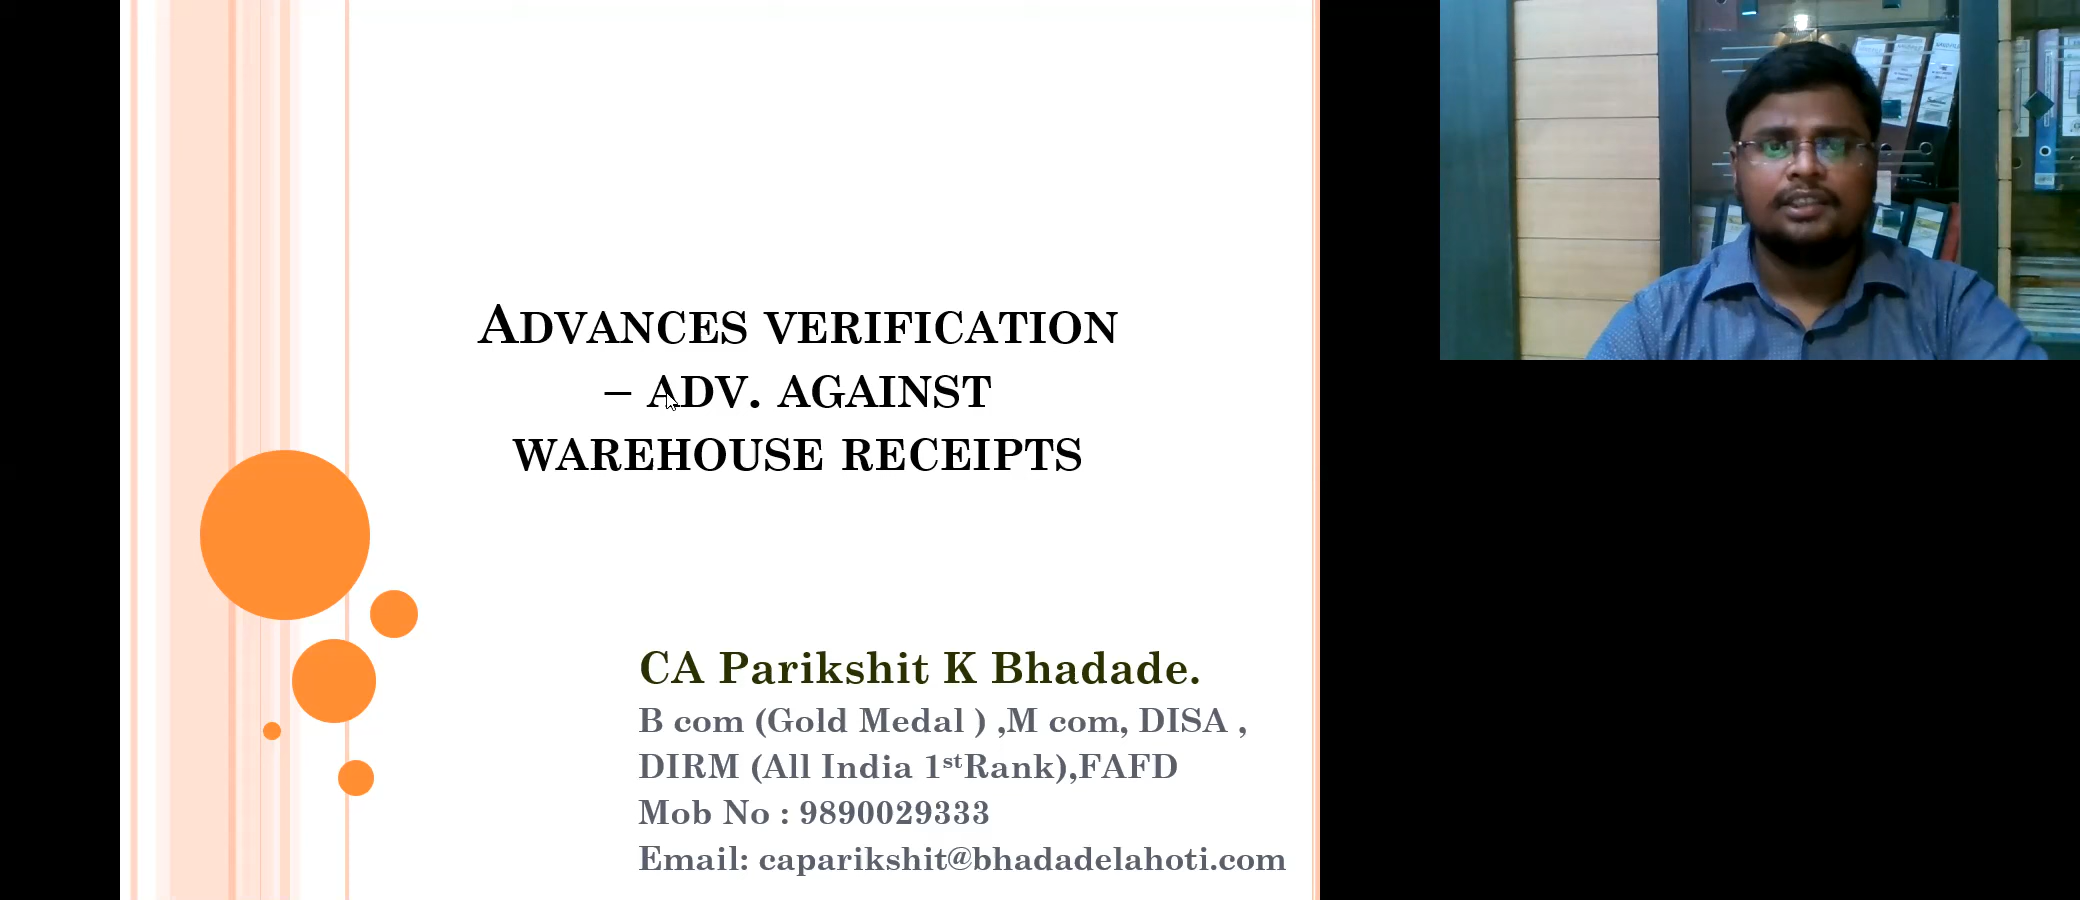 ADVANCES VERIFICATION
– ADV. AGAINST
WAREHOUSE RECEIPTS
CA Parikshit K Bhadade.
B com (Gold Medal ) ,M com, DISA ,
DIRM (All India 1stRank),FAFD
Mob No : 9890029333
Email: caparikshit@bhadadelahoti.com